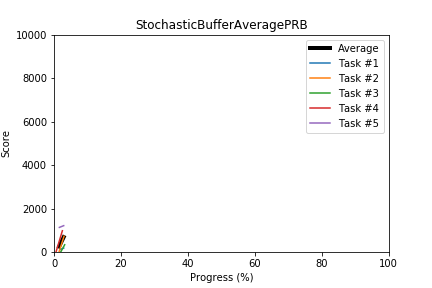 StochasticBufferAveragePRB
10000
8000
6000
4000
2000
0
Score
0 20 40 60 80 100
Progress (%)
Average
Task #1
Task #2
Task #3
Task #4
Task #5